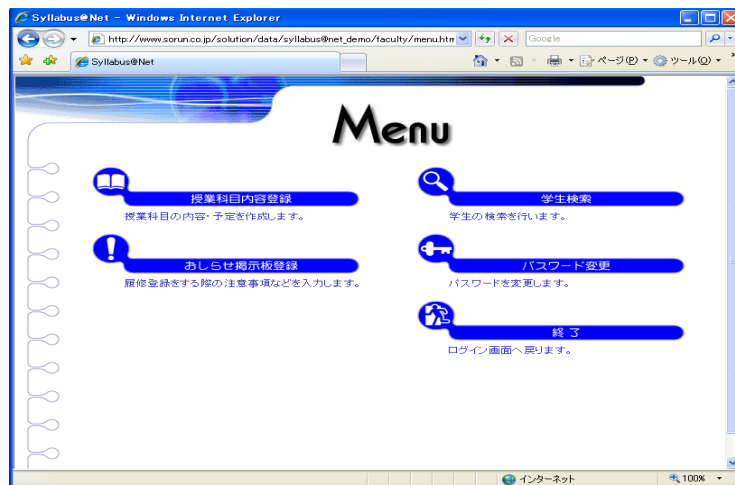 Syllabus@Net - Windows Internet Explorer
http://www.sorun.co.jp/solution/data/syllabus@net_demo/faculty/menu.htm
Google
Syllabus@Net
ページ(P)
ツール(O)
Menu
授業科目内容登録
授業科目の内容・予定を作成します。
学生検索
学生の検索を行います。
おしらせ掲示板登録
履修登録をする際の注意事項などを入力します。
パスワード変更
パスワードを変更します。
終了
ログイン画面へ戻ります。
インターネット
100%